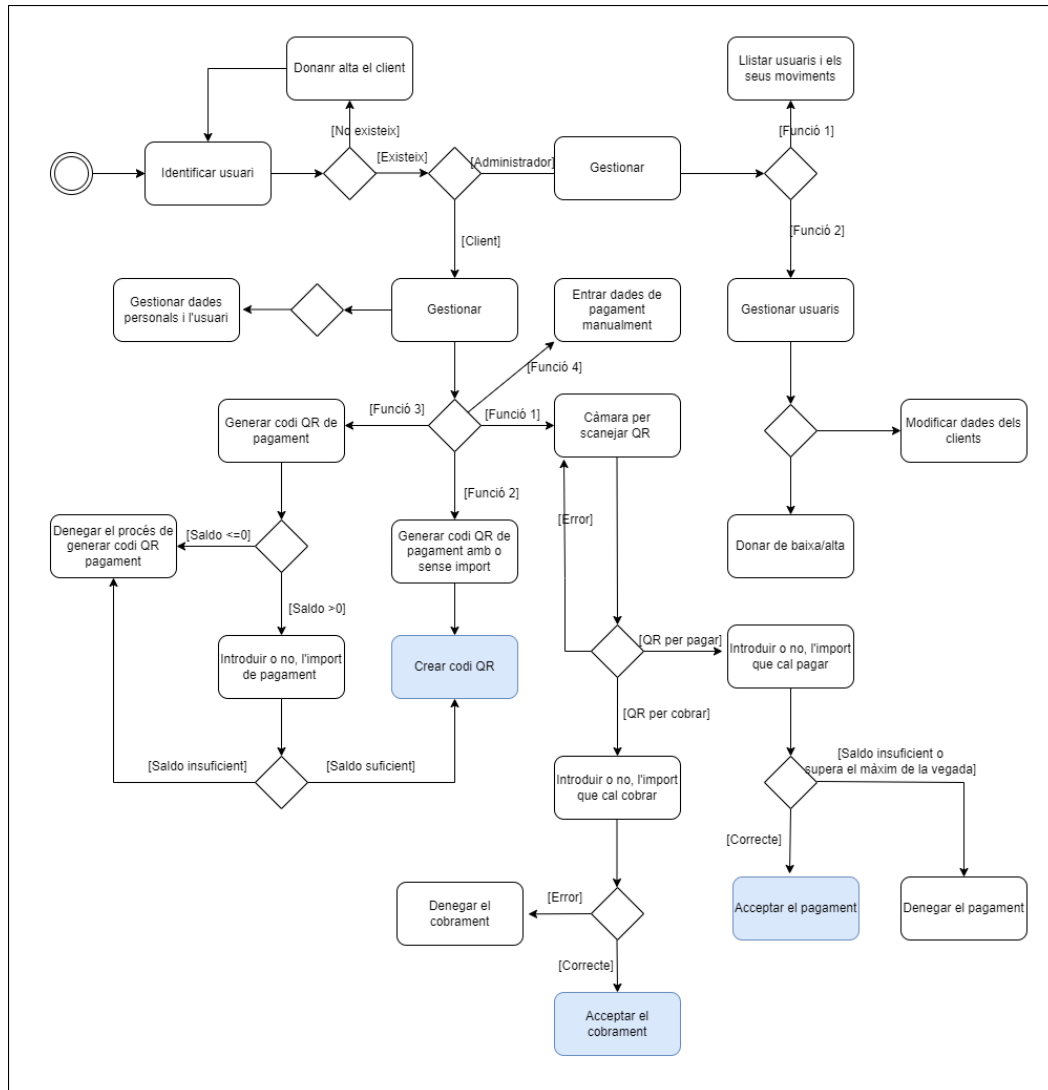 Donanr alta el client
Llistar usuaris i els
seus moviments
[No existeix]
[Funció 1]
Identificar usuari
[Existeix]
[Administrador]
Gestionar
[Client]
[Funció 2]
Gestionar dades
personals i l'usuari
Gestionar
Entrar dades de
pagament
manualment
Gestionar usuaris
[Funció 4]
[Funció 3]
[Funció 1]
Generar codi QR de
pagament
Càmara per
scanejar QR
Modificar dades dels
clients
[Funció 2]
[Error]
Denegar el procés de
generar codi QR
pagament
[Saldo <=0]
Generar codi QR de
pagament amb o
sense import
Donar de baixa/alta
[Saldo >0]
Introduir o no, l'import
de pagament
Crear codi QR
[QR per pagar]
Introduir o no, l'import
que cal pagar
[QR per cobrar]
[Saldo insuficient]
[Saldo suficient]
[Saldo insuficient o
supera el màxim de la vegada]
Introduir o no, l'import
que cal cobrar
[Correcte]
Denegar el
cobrament
[Error]
Acceptar el pagament
Denegar el pagament
[Correcte]
Acceptar el
cobrament